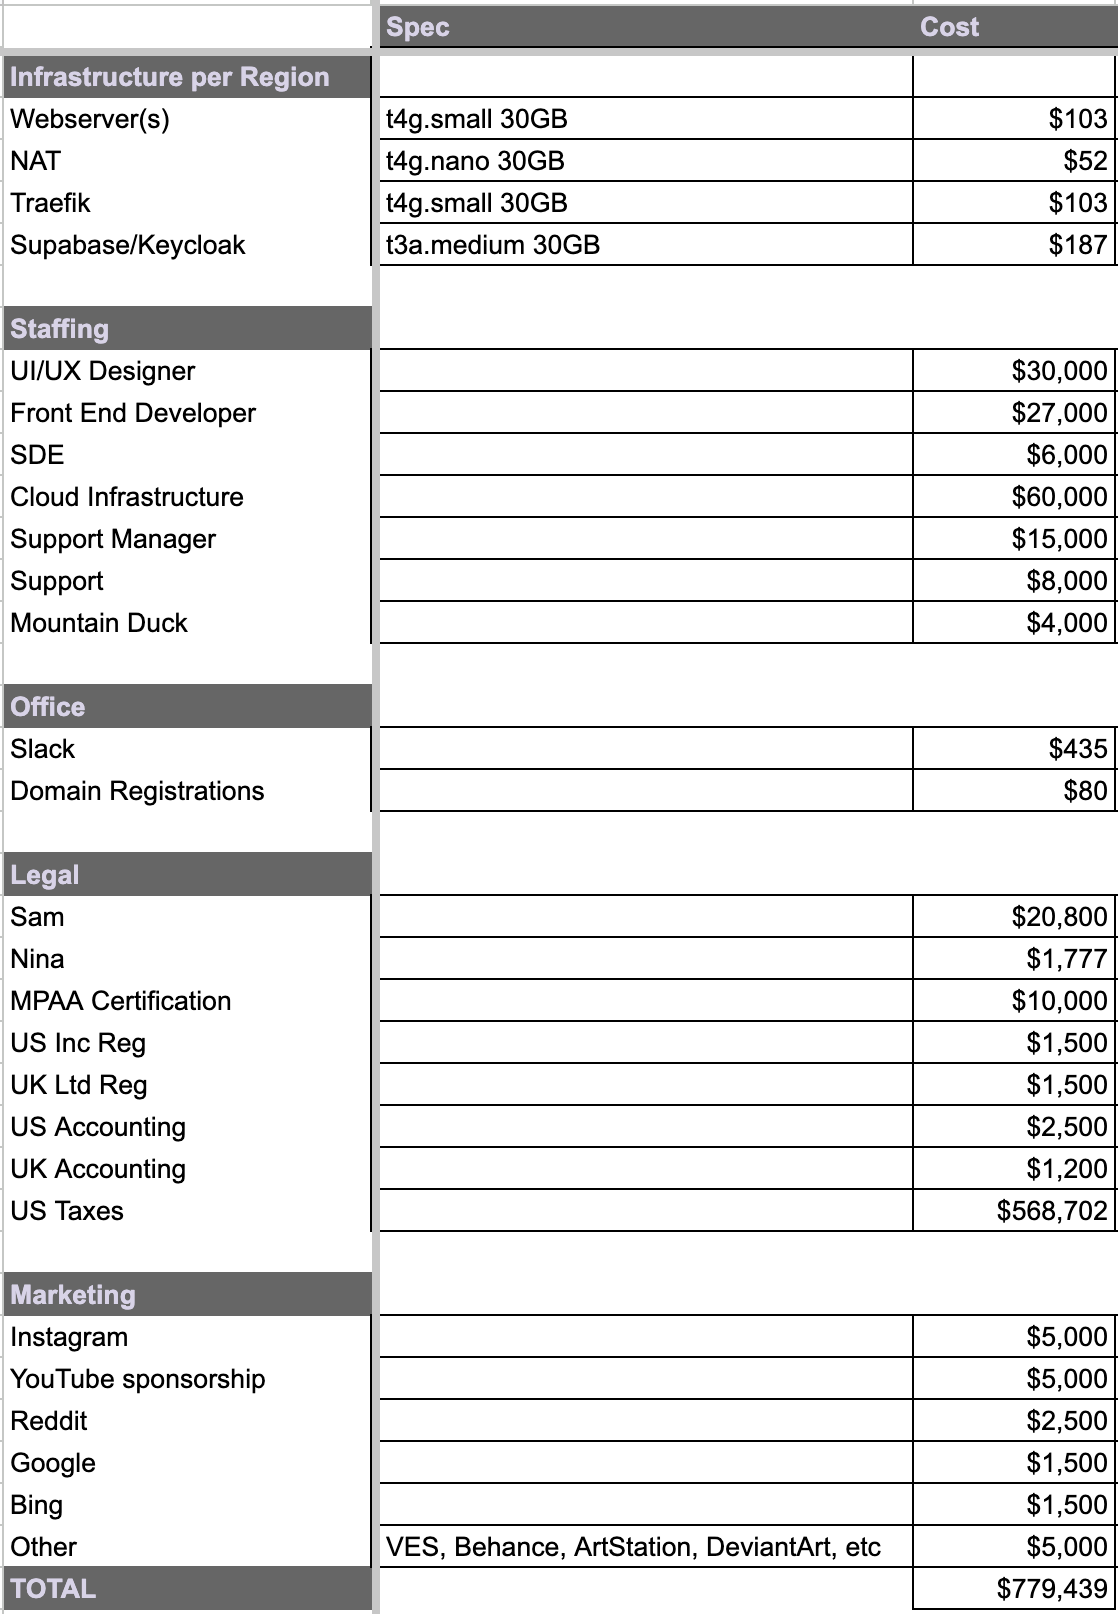 Spec Cost
Infrastructure per Region
Webserver(s) t4g.small 30GB $103
NAT t4g.nano 30GB $52
Traefik t4g.small 30GB $103
Supabase/Keycloak t3a.medium 30GB $187
Staffing
UI/UX Designer $30,000
Front End Developer $27,000
SDE $6,000
Cloud Infrastructure $60,000
Support Manager $15,000
Support $8,000
Mountain Duck $4,000
Office
Slack $435
Domain Registrations $80
Legal
Sam $20,800
Nina $1,777
MPAA Certification $10,000
US Inc Reg $1,500
UK Ltd Reg $1,500
US Accounting $2,500
UK Accounting $1,200
US Taxes $568,702
Marketing
Instagram $5,000
YouTube sponsorship $5,000
Reddit $2,500
Google $1,500
Bing $1,500
Other VES, Behance, ArtStation, DeviantArt, etc $5,000
TOTAL $779,439